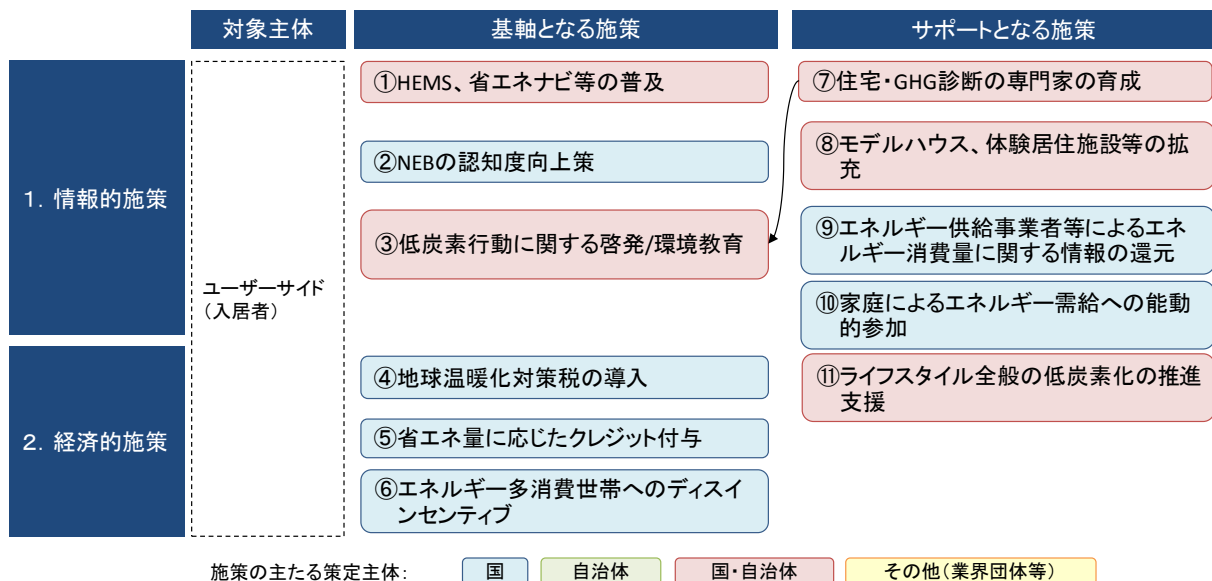 対象主体
基軸となる施策
サポートとなる施策
1．情報的施策
ユーザーサイド
（入居者）
①HEMS、省エネナビ等の普及
②NEBの認知度向上策
③低炭素行動に関する啓発/環境教育
⑦住宅・GHG診断の専門家の育成
⑧モデルハウス、体験居住施設等の拡
充
⑨エネルギー供給事業者等によるエネ
ルギー消費量に関する情報の還元
⑩家庭によるエネルギー需給への能動
的参加
2．経済的施策
④地球温暖化対策税の導入
⑤省エネ量に応じたクレジット付与
⑥エネルギー多消費世帯へのディスイ
ンセンティブ
⑪ライフスタイル全般の低炭素化の推進
支援
施策の主たる策定主体：
国
自治体
国・自治体
その他（業界団体等）